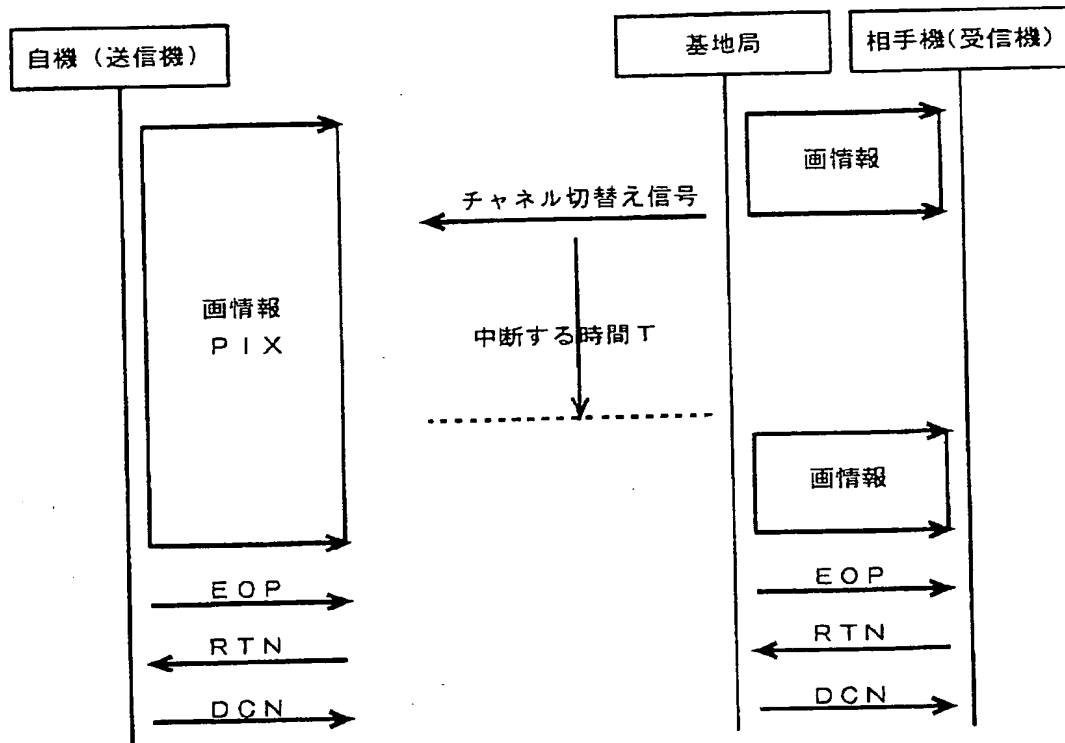 自機（送信機）
基地局
相手機(受信機)
画情報
チャネル切替え信号
画情報
ＰＩＸ
中断する時間Ｔ
画情報
ＥＯＰ
ＥＯＰ
ＲＴＮ
ＲＴＮ
ＤＣＮ
ＤＣＮ